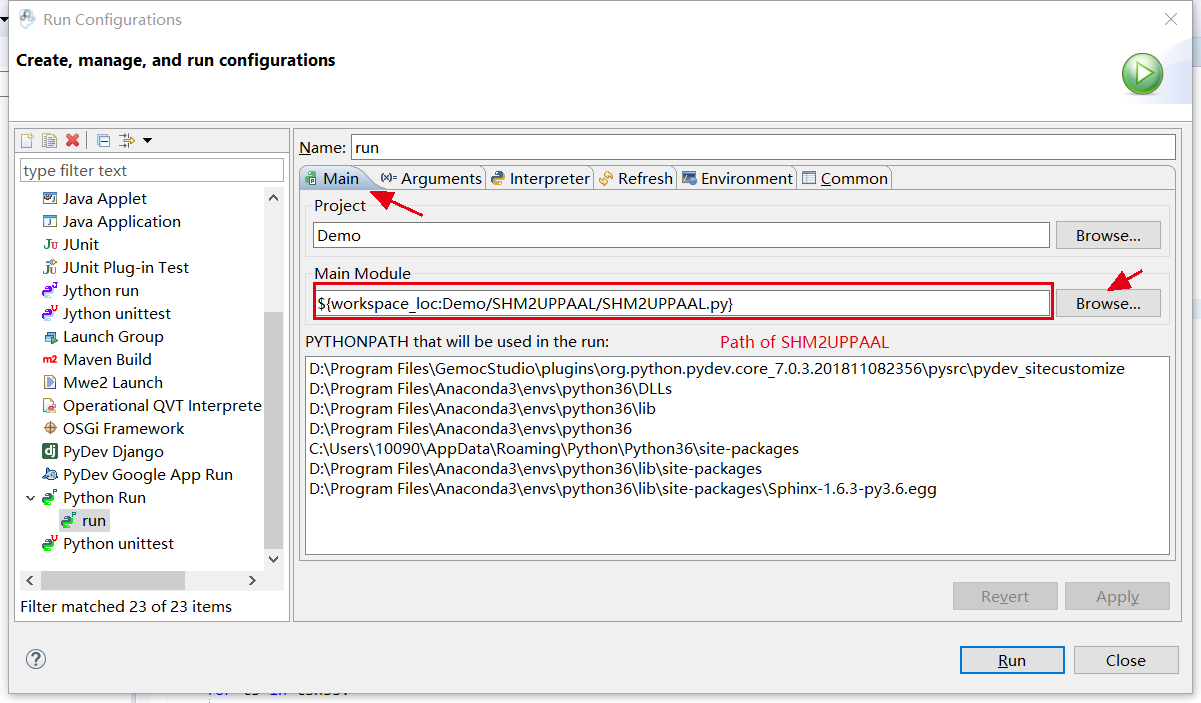 Run Configurations
Create, manage, and run configurations
type filter text
Java Applet
Java Application
JUnit
JUnit Plug-in Test
Jython run
Jython unittest
Launch Group
Maven Build
Mwe2 Launch
Operational QVT Interprete
OSGi Framework
PyDev Django
PyDev Google App Run
Python Run
run
Python unittest
Filter matched 23 of 23 items
Name: run
Main Arguments Interpreter Refresh Environment Common
Project
Demo Browse...
Main Module
${workspace_loc:Demo/SHM2UPPAAL/SHM2UPPAAL.py} Browse...
PYTHONPATH that will be used in the run: Path of SHM2UPPAAL
D:\Program Files\GemocStudio\plugins\org.python.pydev.core_7.0.3.201811082356\pysrc\pydev_sitecustomize
D:\Program Files\Anaconda3\envs\python36\DLLs
D:\Program Files\Anaconda3\envs\python36\lib
D:\Program Files\Anaconda3\envs\python36
C:\Users\10090\AppData\Roaming\Python\Python36\site-packages
D:\Program Files\Anaconda3\envs\python36\lib\site-packages
D:\Program Files\Anaconda3\envs\python36\lib\site-packages\Sphinx-1.6.3-py3.6.egg
Revert Apply
Run Close